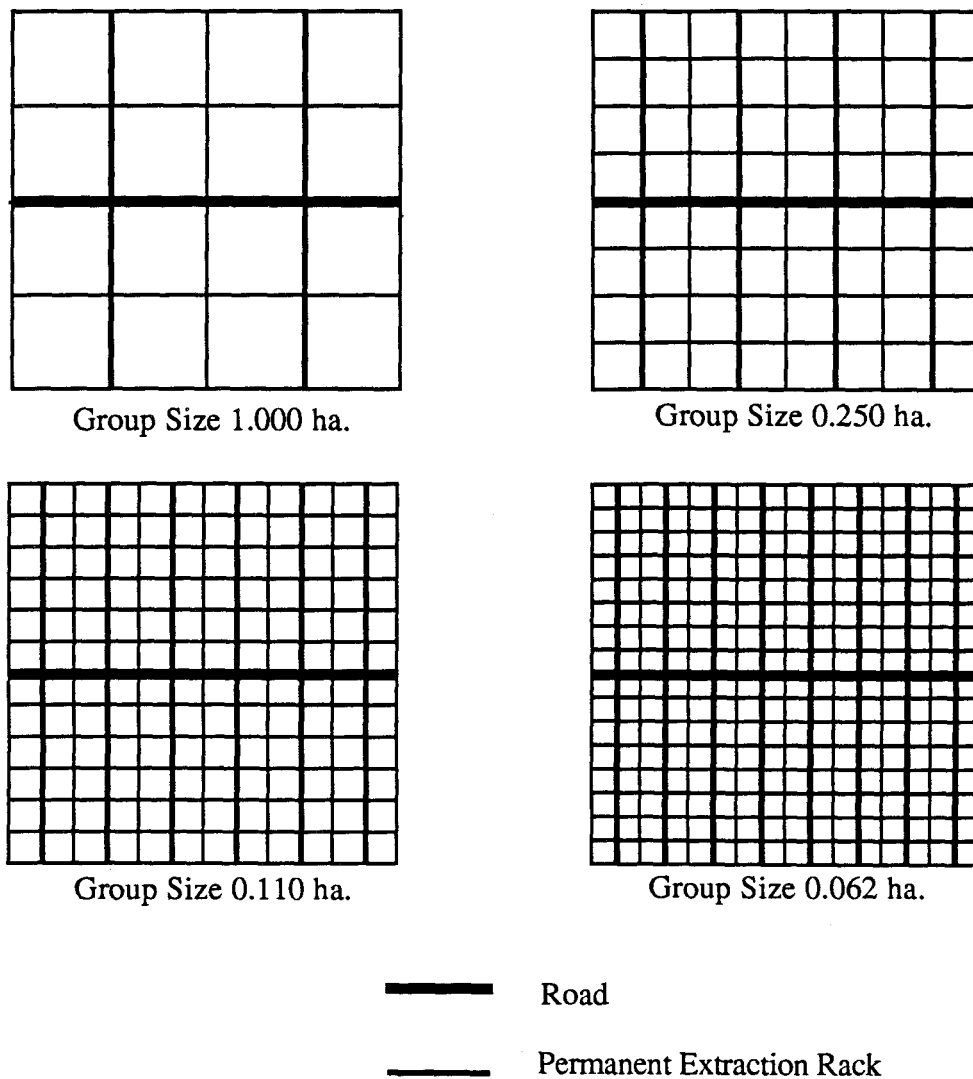 Group Size 1.000 ha.
Group Size 0.250 ha.
Group Size 0.110 ha.
Group Size 0.062 ha.
Road
Permanent Extraction Rack